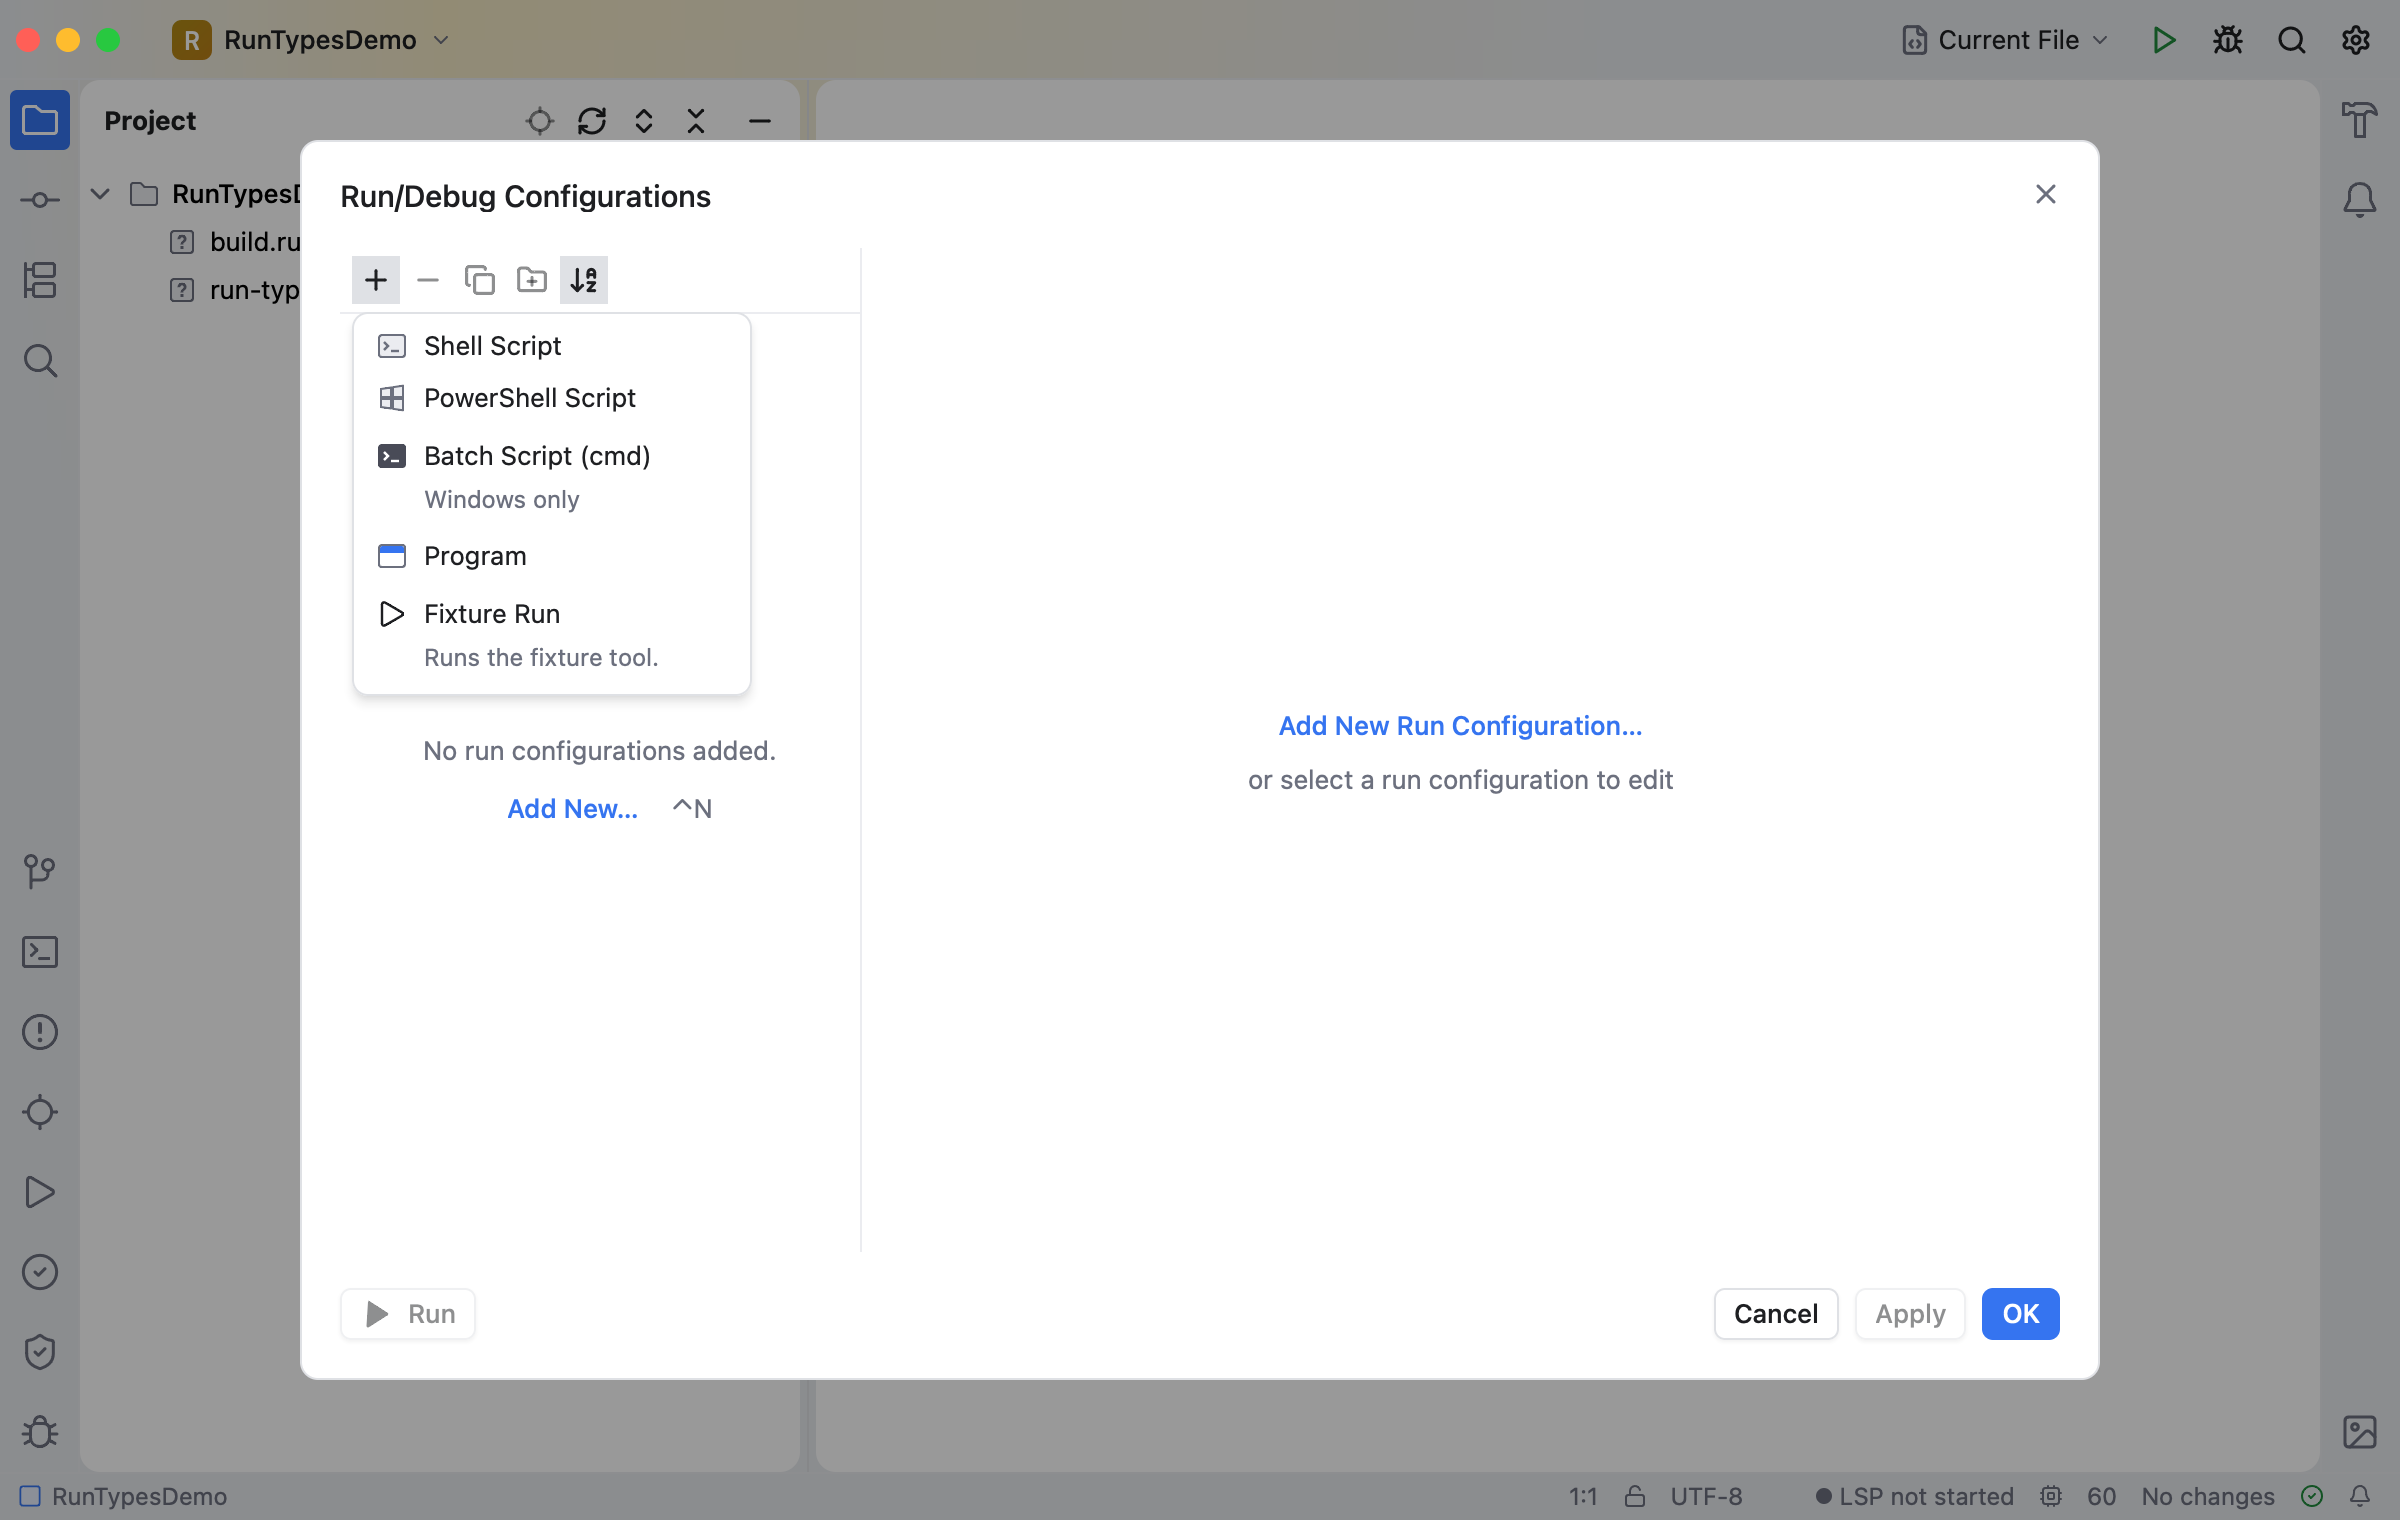 R RunTypesDemo
Current File
Project
RunTypesD
build.ru
run-typ
Run/Debug Configurations
Shell Script
PowerShell Script
Batch Script (cmd)
Windows only
Program
Fixture Run
Runs the fixture tool.
No run configurations added.
Add New... ^N
Add New Run Configuration...
or select a run configuration to edit
Run
Cancel
Apply
OK
RunTypesDemo
1:1
UTF-8
LSP not started
60
No changes